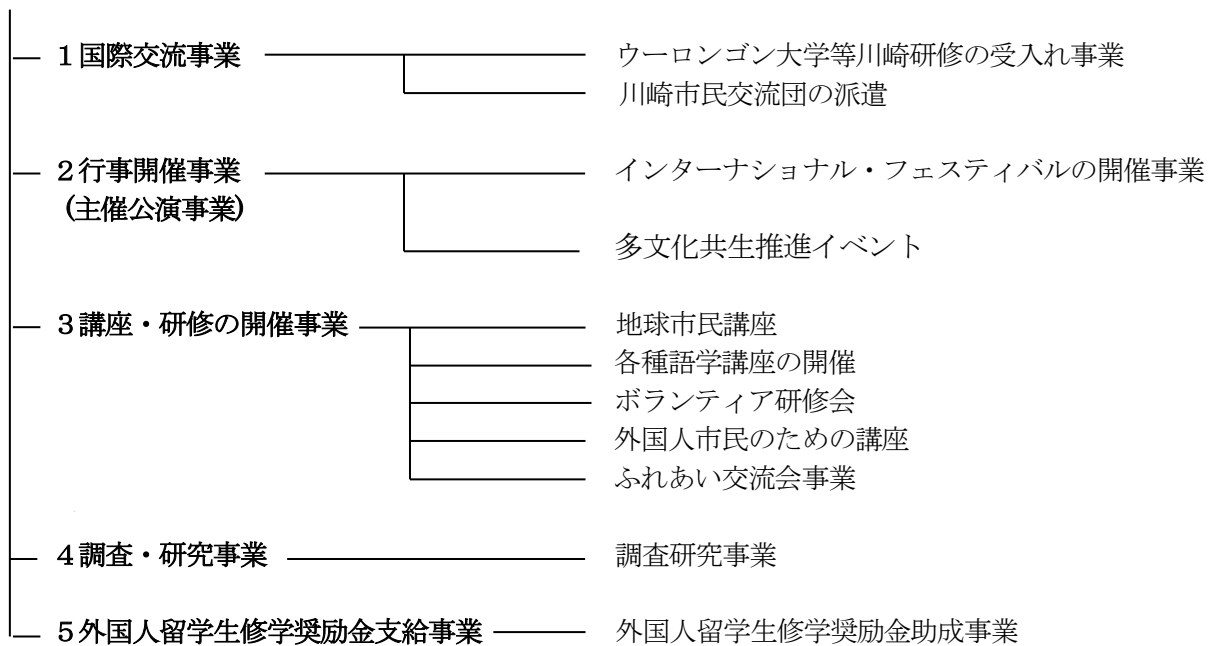 1国際交流事業
ウーロンゴン大学等川崎研修の受入れ事業
川崎市民交流団の派遣
2行事開催事業
(主催公演事業)
インターナショナル・フェスティバルの開催事業
多文化共生推進イベント
3講座・研修の開催事業
地球市民講座
各種語学講座の開催
ボランティア研修会
外国人市民のための講座
ふれあい交流会事業
4調査・研究事業
調査研究事業
5外国人留学生修学奨励金支給事業
外国人留学生修学奨励金助成事業